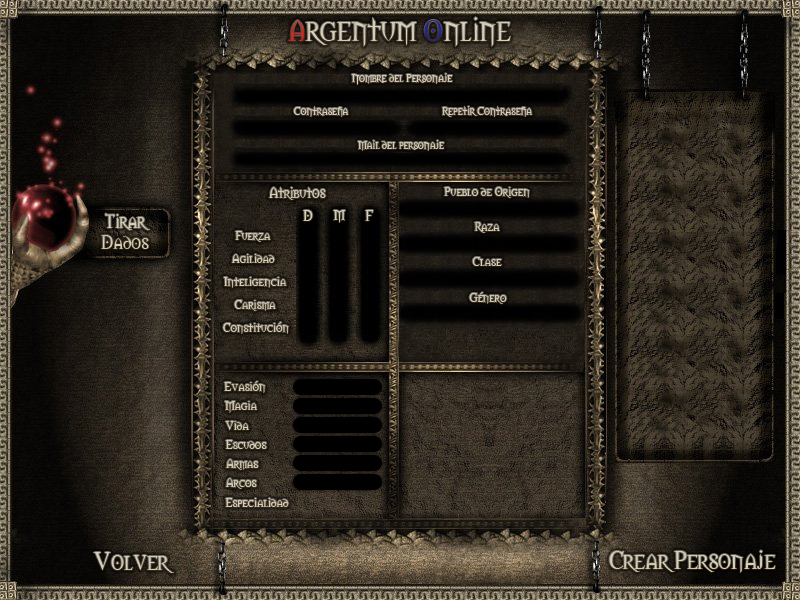 Argentum Online
Nombre del Personaje
Contraseña
Repetir Contraseña
Mail del personaje
Atributos
D M F
Fuerza
Agilidad
Inteligencia
Carisma
Constitución
Pueblo de Origen
Raza
Clase
Género
Tirar
Dados
Evasión
Magia
Vida
Escudos
Armas
Arcos
Especialidad
Volver
Crear Personaje